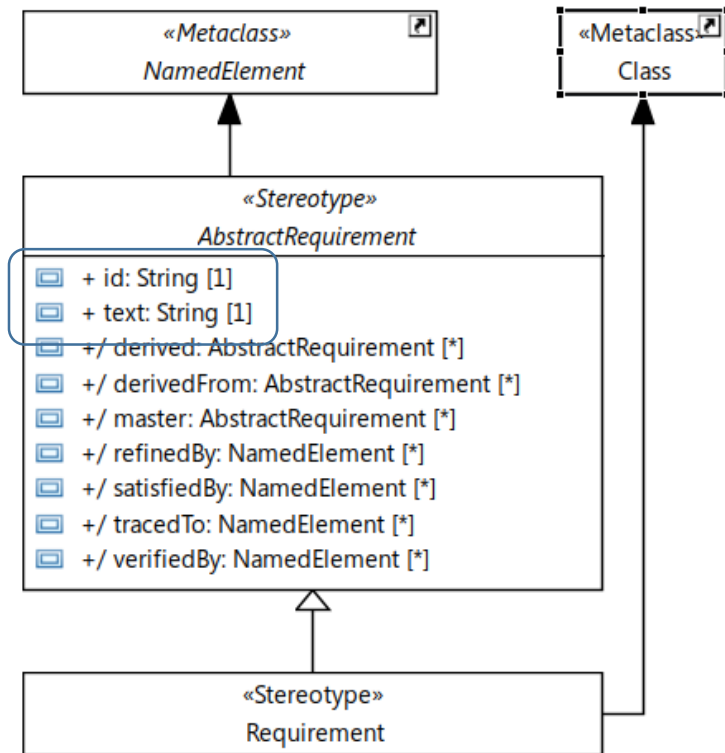 «Metaclass»
NamedElement
«Metaclass»
Class
«Stereotype»
AbstractRequirement
+ id: String [1]
+ text: String [1]
+/ derived: AbstractRequirement [*]
+/ derivedFrom: AbstractRequirement [*]
+/ master: AbstractRequirement [*]
+/ refinedBy: NamedElement [*]
+/ satisfiedBy: NamedElement [*]
+/ tracedTo: NamedElement [*]
+/ verifiedBy: NamedElement [*]
«Stereotype»
Requirement